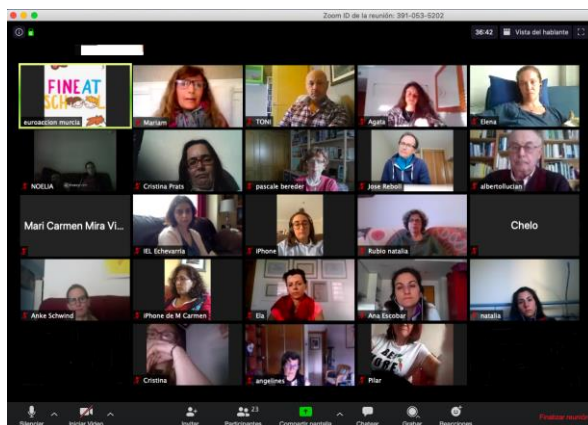 Zoom ID de la reunión: 391-053-5202
36:42 Vista del hablante
FINE AT
SCHOOL
euroaccion murcia
Mariam
TONI
Agata
Elena
NOELIA
Cristina Prats
pascale bereder
Jose Reboll
albertollucian
Mari Carmen Mira Vi...
IEL Echevarria
iPhone
Rubio natalia
Chelo
Anke Schwind
iPhone de M Carmen
Ela
Ana Escobar
natalia
Cristina
angelines
Pilar
Silenciar
Iniciar Video
Invitar
23
Participantes
Compartir pantalla
Chatear
Grabar
Reacciones
Finalizar reunión